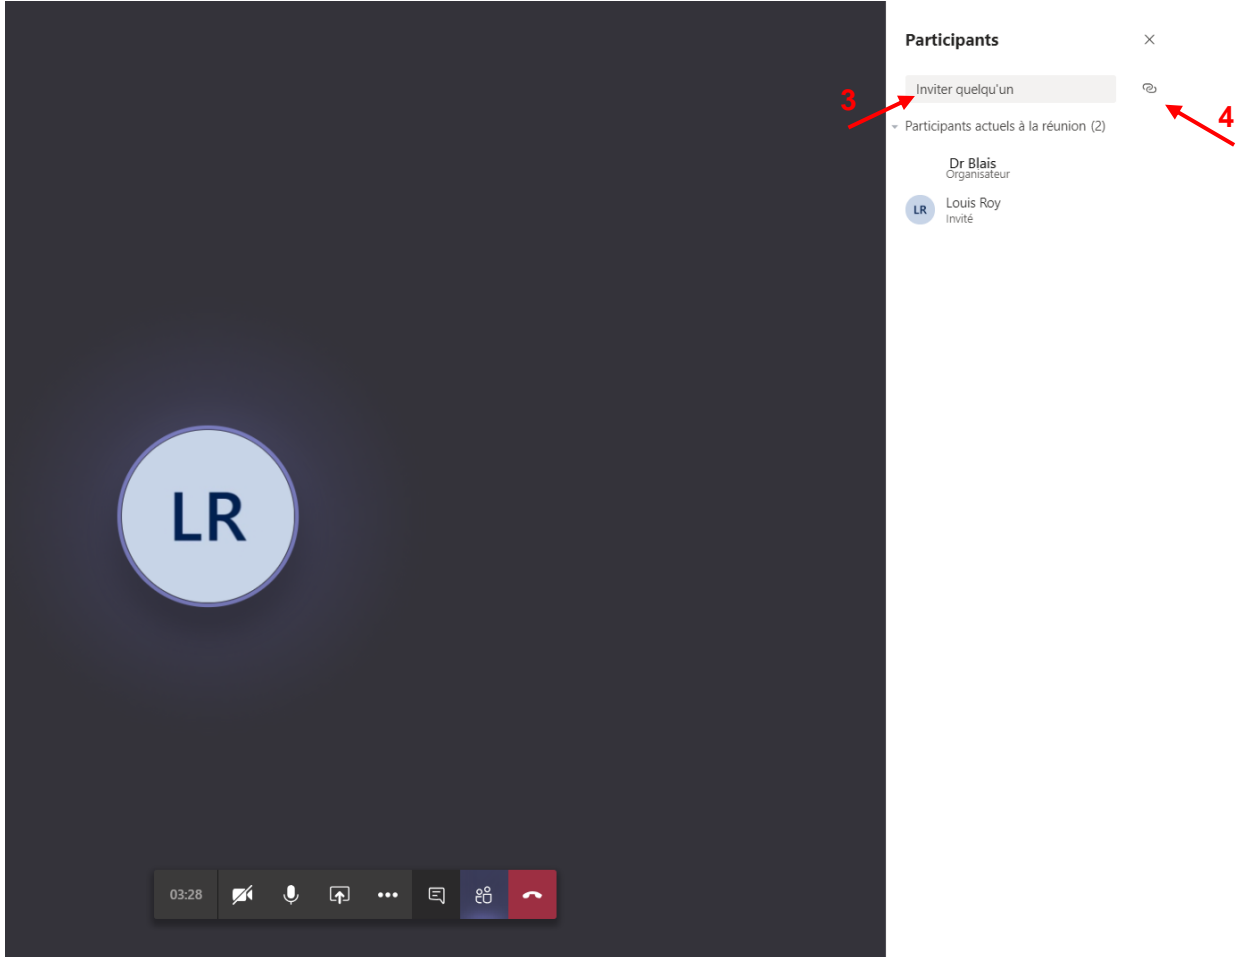 Participants
3
Inviter quelqu'un
4
Participants actuels à la réunion (2)
Dr Blais
Organisateur
LR
Louis Roy
Invité
LR
03:28